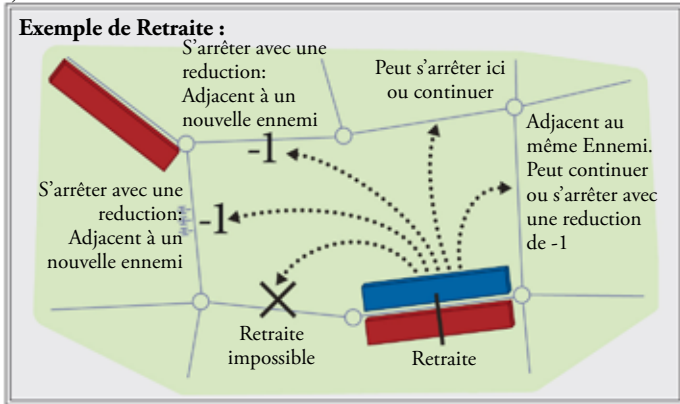 Exemple de Retraite :
S'arrêter avec une
reduction:
Adjacent à un
nouvelle ennemi
Peut s'arrêter ici
ou continuer
Adjacent au
même Ennemi.
Peut continuer
ou s'arrêter avec
une reduction
de -1
-1
S'arrêter avec une
reduction:
Adjacent à un
nouvelle ennemi
-1
Retraite
impossible
Retraite